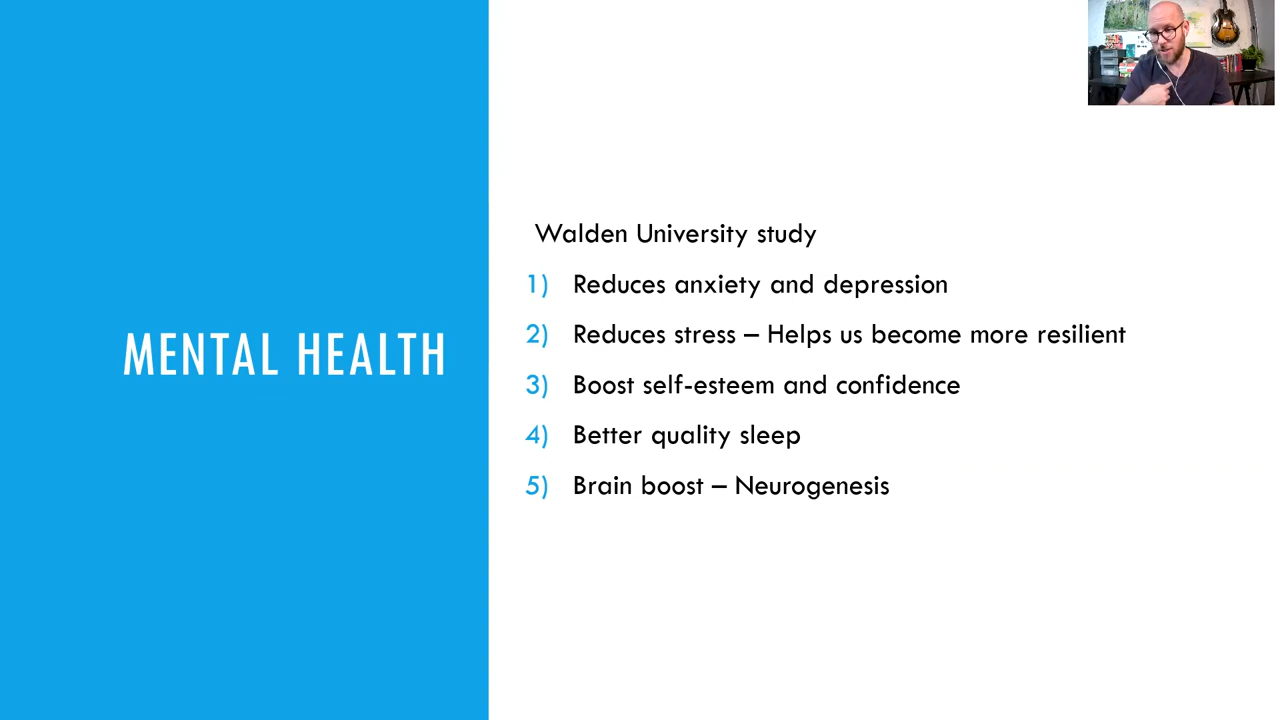 MENTAL HEALTH
Walden University study
1) Reduces anxiety and depression
2) Reduces stress – Helps us become more resilient
3) Boost self-esteem and confidence
4) Better quality sleep
5) Brain boost – Neurogenesis